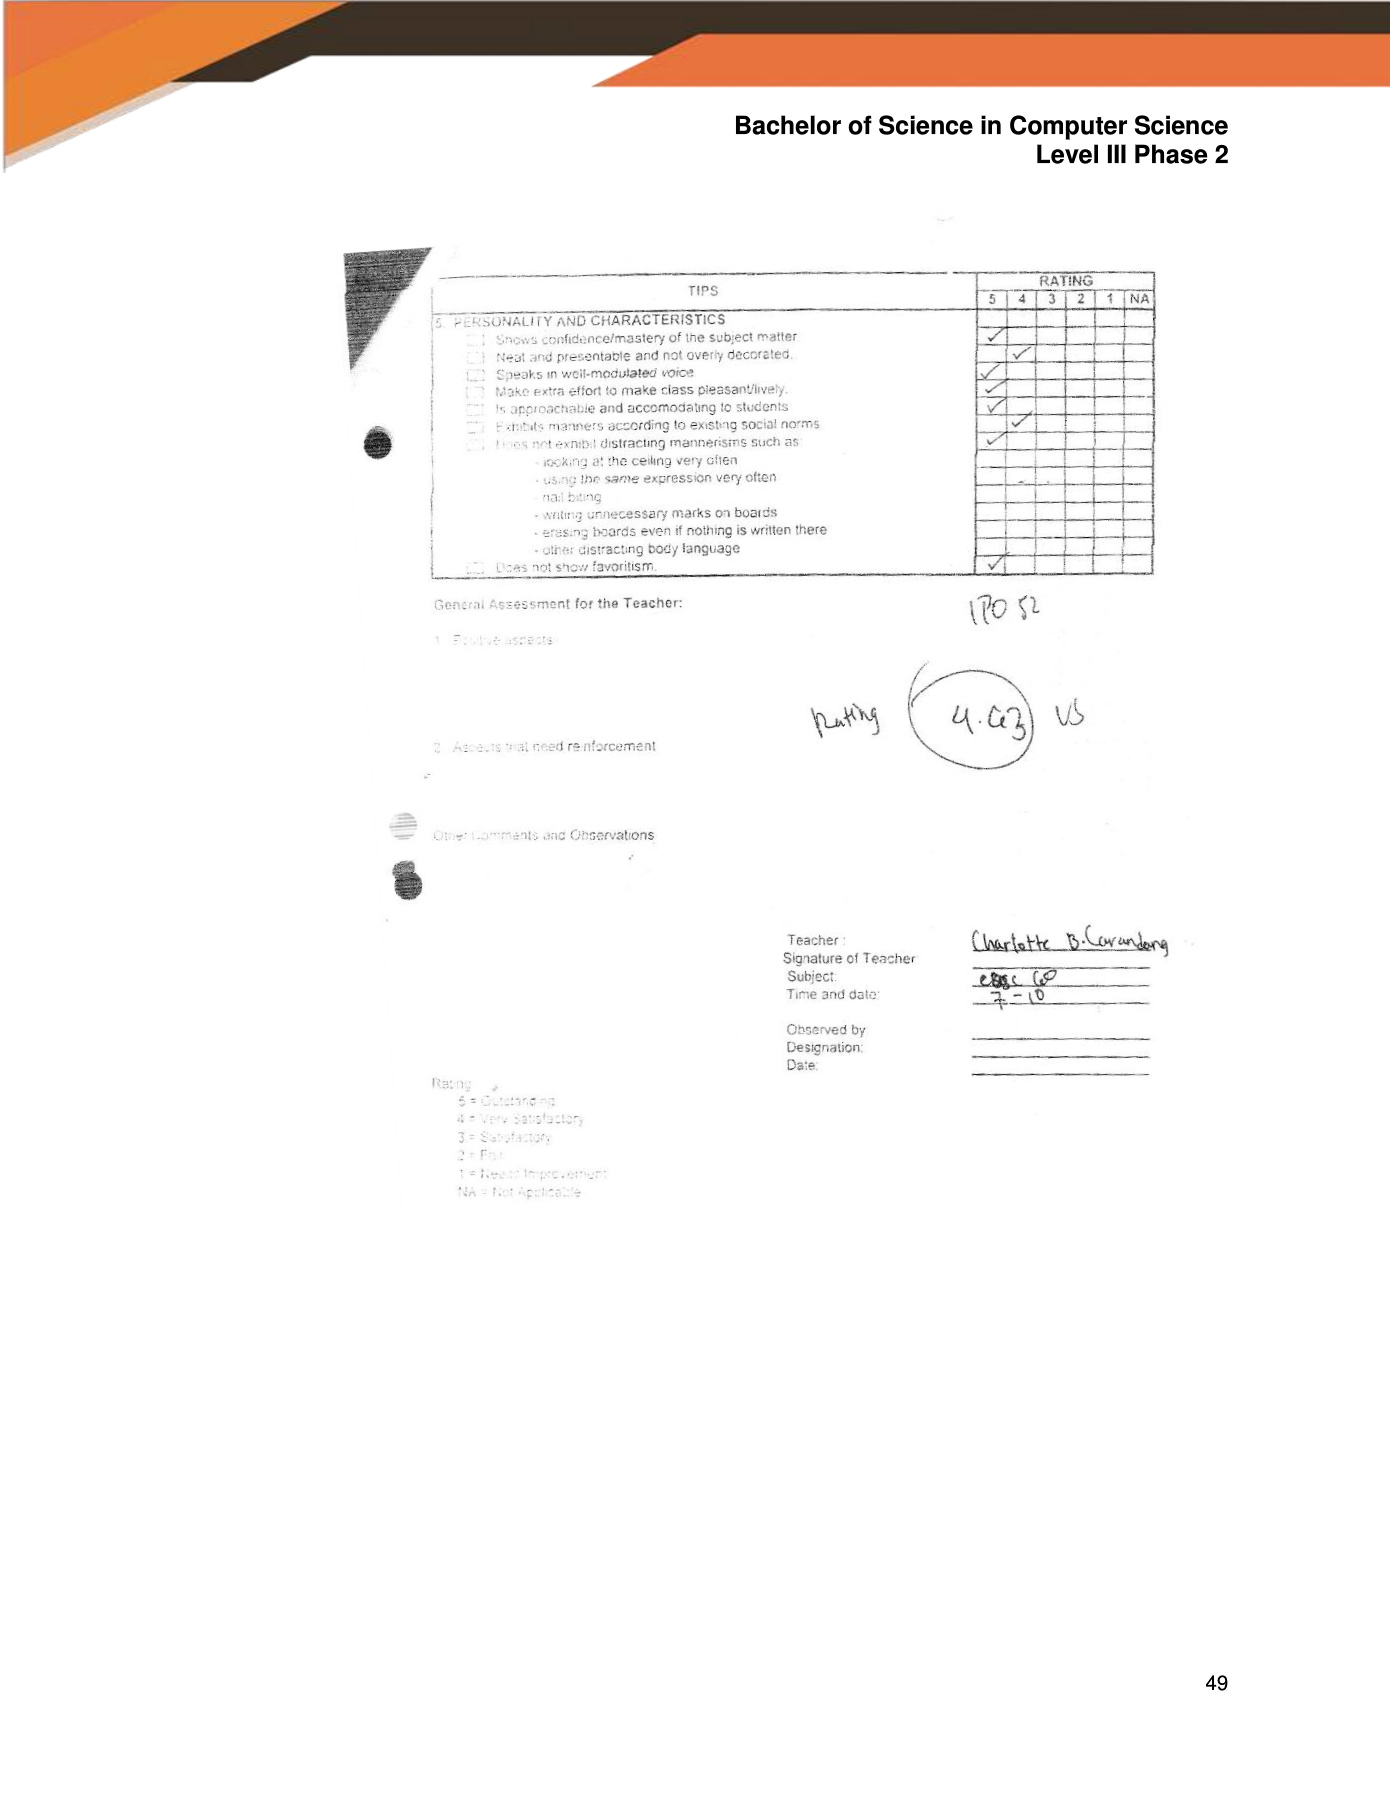 Bachelor of Science in Computer Science
Level III Phase 2
TIPS
RATING
5 4 3 2 1 NA
5. PERSONALITY AND CHARACTERISTICS
Shows confidence/mastery of the subject matter
Neat and presentable and not overly decorated.
Speaks in well-modulated voice
Make extra effort to make class pleasant/lively.
Is approachable and accomodating to students
Exhibits manners according to existing social norms
Does not exhibit distracting mannerisms such as
- looking at the ceiling very often
- using the same expression very often
- nail biting
- writing unnecessary marks on boards
- erasing boards even if nothing is written there
- other distracting body language
Does not show favoritism.
General Assessment for the Teacher:
1. Positive aspects
Rating VS
2. Aspects that need reinforcement
Other Comments and Observations
Teacher : Charlotte B. Carandang
Signature of Teacher
Subject:
Time and date: 7-10
Observed by
Designation:
Date:
Rating
5 = Outstanding
4 = Very Satisfactory
3 = Satisfactory
2 = Fair
1 = Needs Improvement
NA = Not Applicable
49